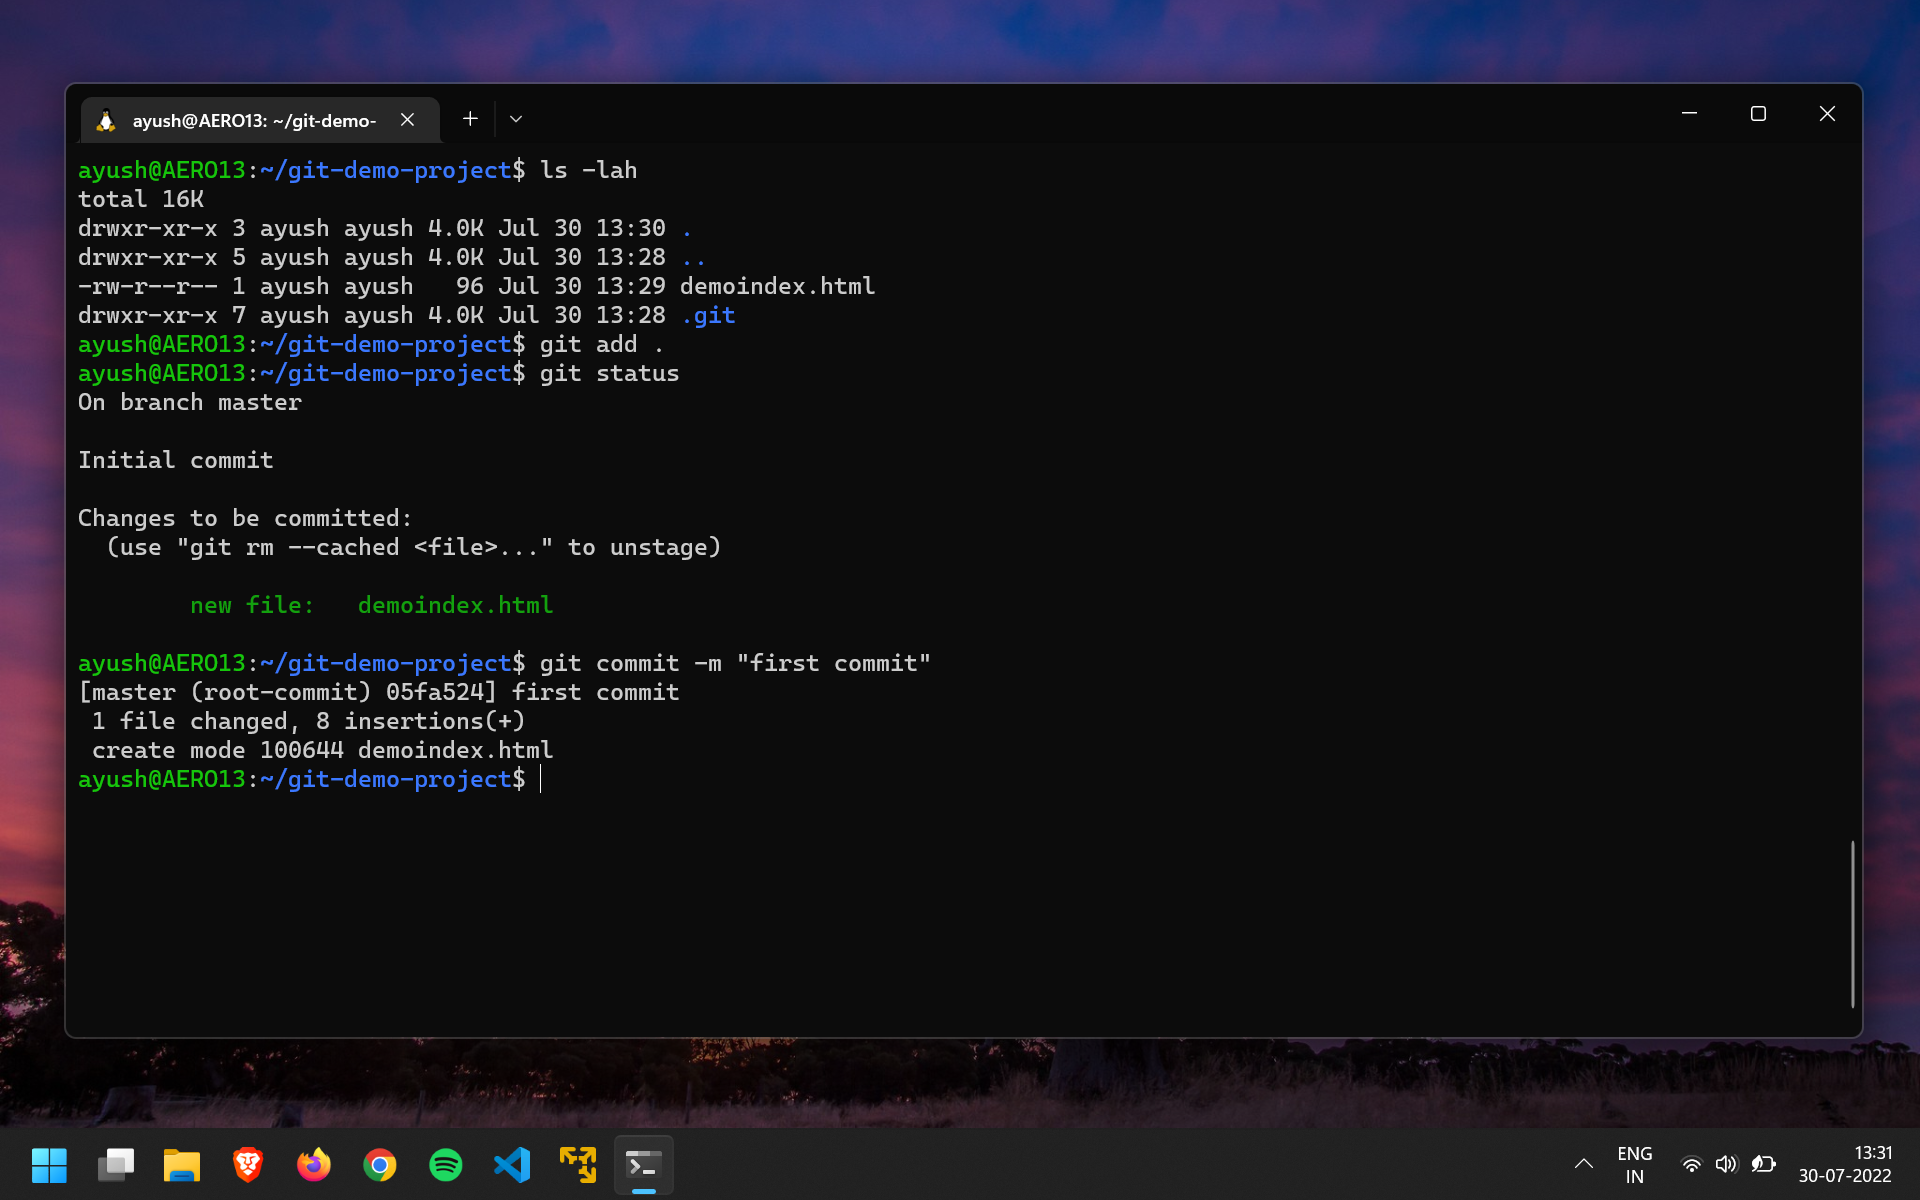 ayush@AERO13: ~/git-demo-
ayush@AERO13:~/git-demo-project$ ls -lah
total 16K
drwxr-xr-x 3 ayush ayush 4.0K Jul 30 13:30 .
drwxr-xr-x 5 ayush ayush 4.0K Jul 30 13:28 ..
-rw-r--r-- 1 ayush ayush   96 Jul 30 13:29 demoindex.html
drwxr-xr-x 7 ayush ayush 4.0K Jul 30 13:28 .git
ayush@AERO13:~/git-demo-project$ git add .
ayush@AERO13:~/git-demo-project$ git status
On branch master
Initial commit
Changes to be committed:
  (use "git rm --cached <file>..." to unstage)
        new file:   demoindex.html
ayush@AERO13:~/git-demo-project$ git commit -m "first commit"
[master (root-commit) 05fa524] first commit
 1 file changed, 8 insertions(+)
 create mode 100644 demoindex.html
ayush@AERO13:~/git-demo-project$
ENG
IN
13:31
30-07-2022